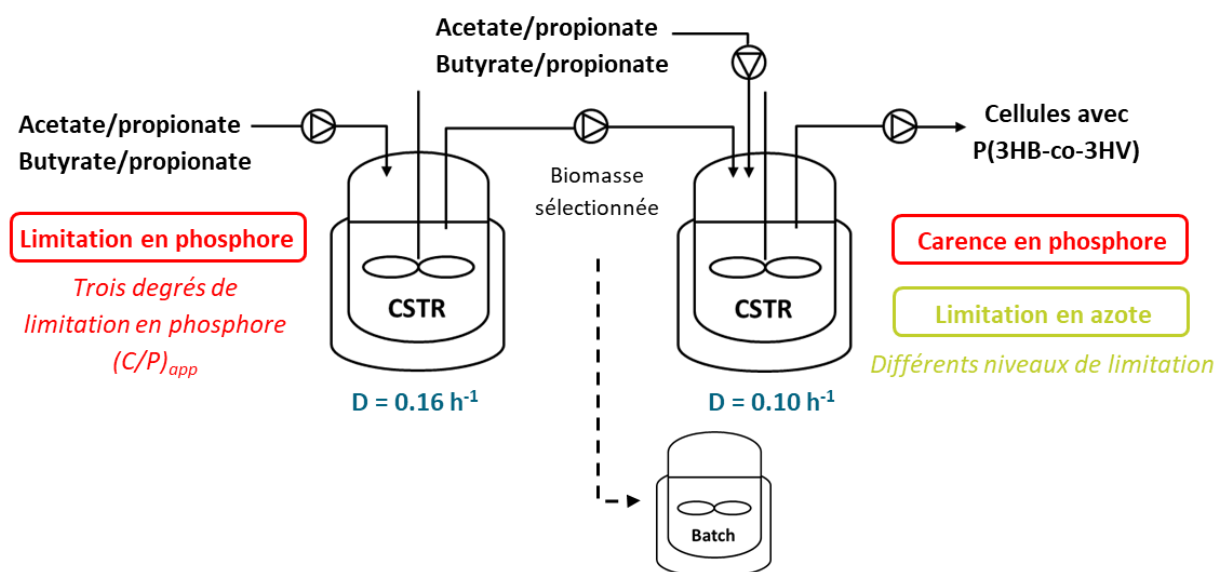 Acetate/propionate
Butyrate/propionate
Acetate/propionate
Butyrate/propionate
Cellules avec
P(3HB-co-3HV)
Biomasse
sélectionnée
Limitation en phosphore
Trois degrés de
limitation en phosphore
(C/P)app
CSTR
D = 0.16 h-1
CSTR
D = 0.10 h-1
Carence en phosphore
Limitation en azote
Différents niveaux de limitation
Batch